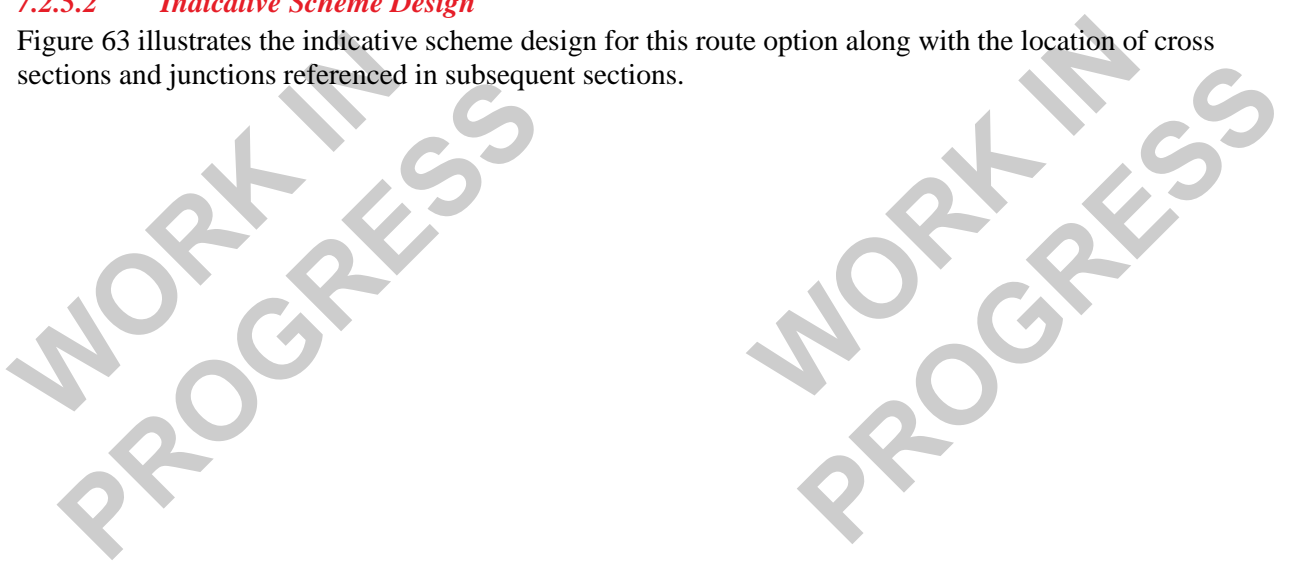 7.2.5.2 Indicative Scheme Design
Figure 63 illustrates the indicative scheme design for this route option along with the location of cross
sections and junctions referenced in subsequent sections.
WORK IN
PROGRESS
WORK IN
PROGRESS